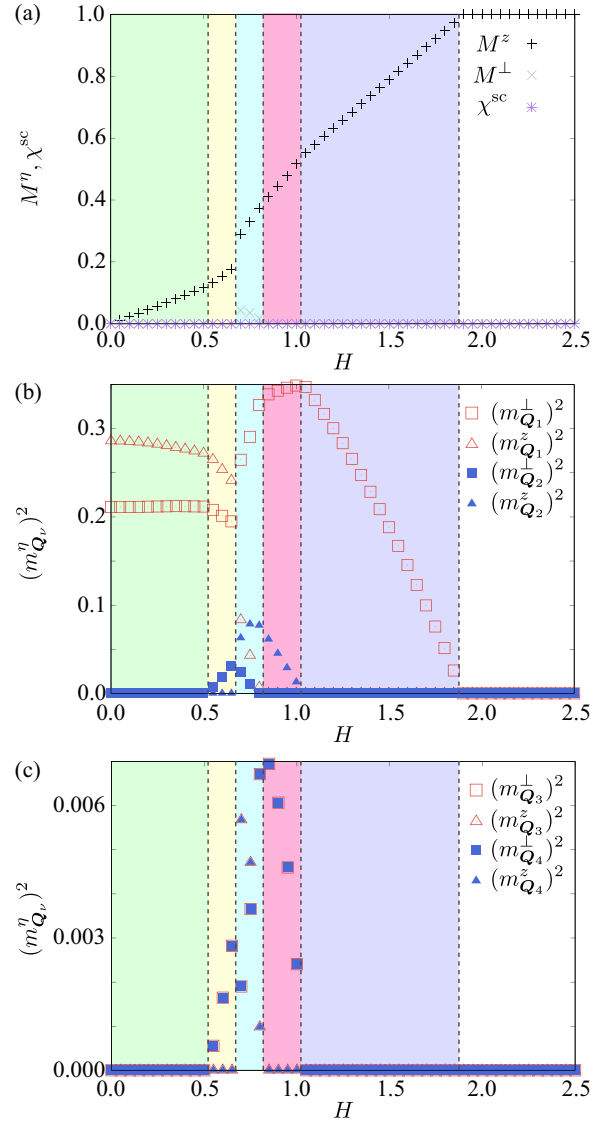 (a)
1.0
0.8
0.6
0.4
0.2
0.0
M^η, χ^sc
M^z
M^⊥
χ^sc
0.0 0.5 1.0 1.5 2.0 2.5
H
(b)
0.3
0.2
0.1
0.0
(m^η_{Q_ν})^2
(m^⊥_{Q_1})^2
(m^z_{Q_1})^2
(m^⊥_{Q_2})^2
(m^z_{Q_2})^2
0.0 0.5 1.0 1.5 2.0 2.5
H
(c)
0.006
0.003
0.000
(m^η_{Q_ν})^2
(m^⊥_{Q_3})^2
(m^z_{Q_3})^2
(m^⊥_{Q_4})^2
(m^z_{Q_4})^2
0.0 0.5 1.0 1.5 2.0 2.5
H